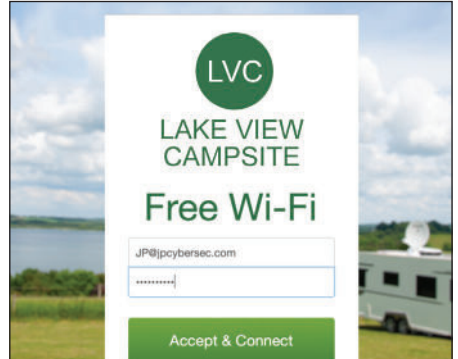 LVC
LAKE VIEW
CAMPSITE
Free Wi-Fi
JP@jpcybersec.com
**********
Accept & Connect